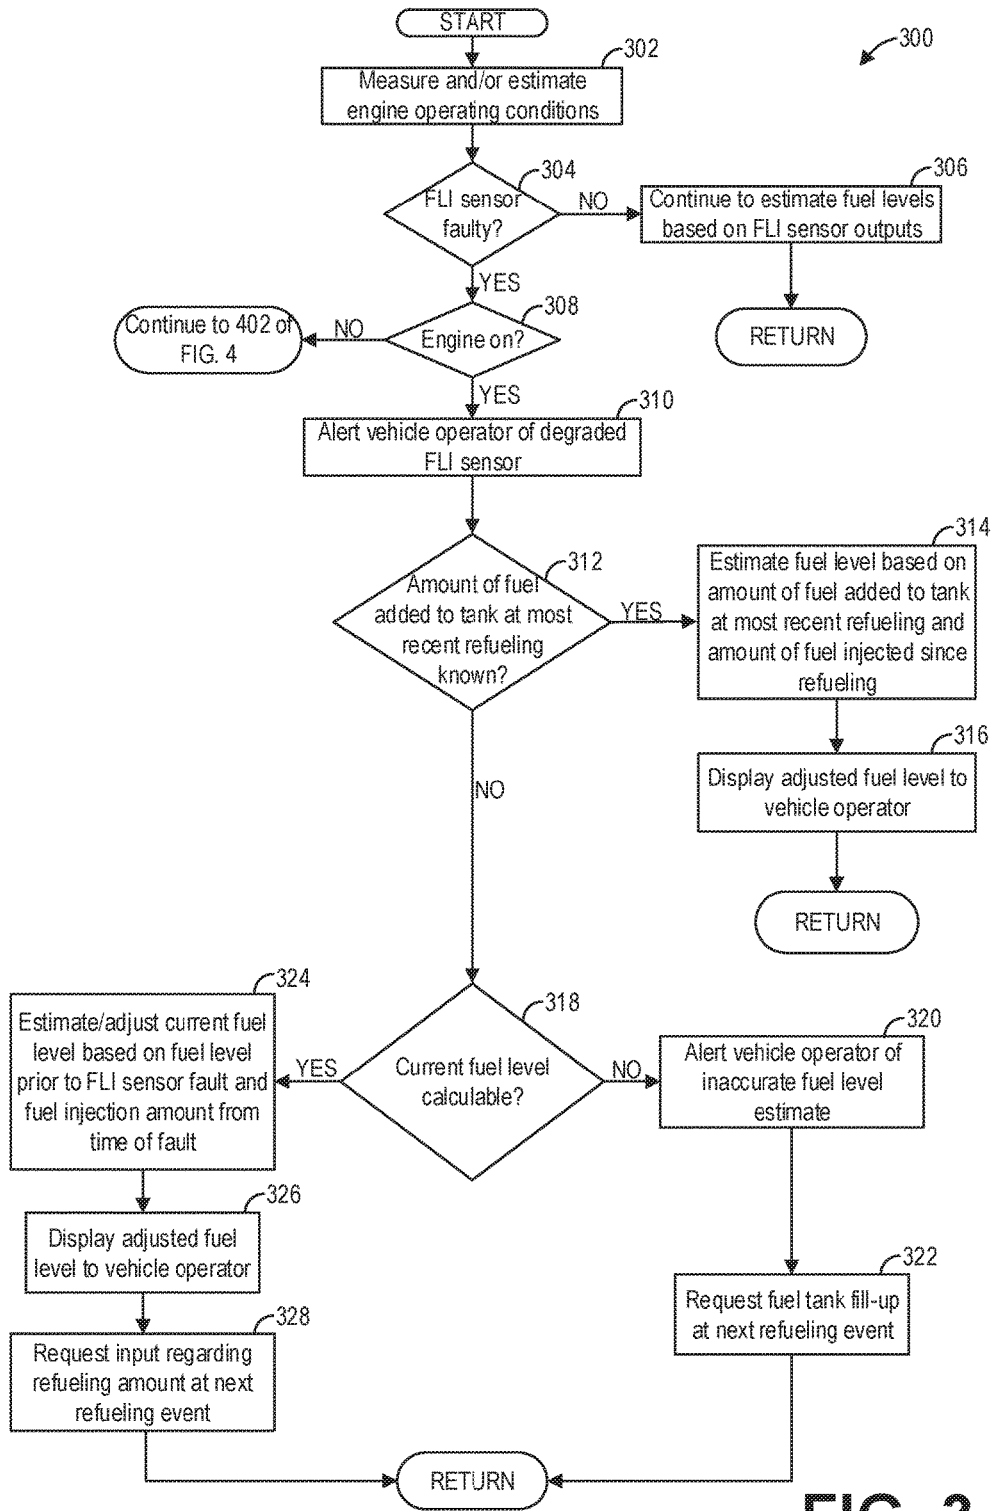 START
300
302
Measure and/or estimate
engine operating conditions
304
FLI sensor
faulty?
NO
306
Continue to estimate fuel levels
based on FLI sensor outputs
YES
RETURN
308
Engine on?
NO
Continue to 402 of
FIG. 4
YES
310
Alert vehicle operator of degraded
FLI sensor
312
Amount of fuel
added to tank at most
recent refueling
known?
YES
314
Estimate fuel level based on
amount of fuel added to tank
at most recent refueling and
amount of fuel injected since
refueling
316
Display adjusted fuel level to
vehicle operator
RETURN
NO
318
Current fuel level
calculable?
YES
324
Estimate/adjust current fuel
level based on fuel level
prior to FLI sensor fault and
fuel injection amount from
time of fault
NO
320
Alert vehicle operator of
inaccurate fuel level
estimate
326
Display adjusted fuel
level to vehicle operator
322
Request fuel tank fill-up
at next refueling event
328
Request input regarding
refueling amount at next
refueling event
RETURN
FIG. 3